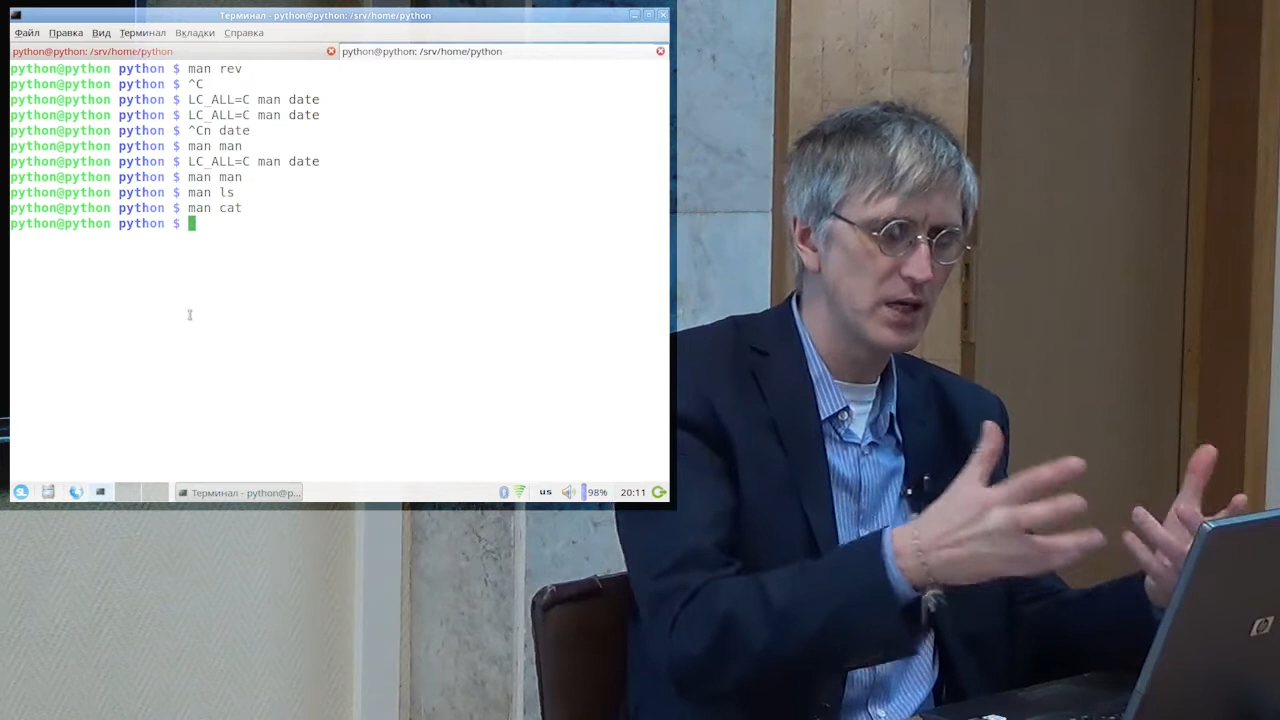 Терминал - python@python: /srv/home/python
Файл Правка Вид Терминал Вкладки Справка
python@python: /srv/home/python python@python: /srv/home/python
python@python python $ man rev
python@python python $ ^C
python@python python $ LC_ALL=C man date
python@python python $ LC_ALL=C man date
python@python python $ ^Cn date
python@python python $ man man
python@python python $ LC_ALL=C man date
python@python python $ man man
python@python python $ man ls
python@python python $ man cat
python@python python $
Терминал - python@p... us 98% 20:11
hp